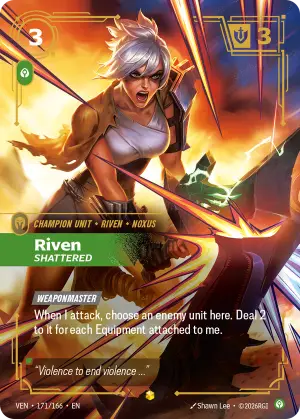 3
3
CHAMPION UNIT • RIVEN • NOXUS
Riven
SHATTERED
WEAPONMASTER
When I attack, choose an enemy unit here. Deal 2
to it for each Equipment attached to me.
"Violence to end violence ..."
VEN • 171/166 • EN
Shawn Lee • ©2026RGI